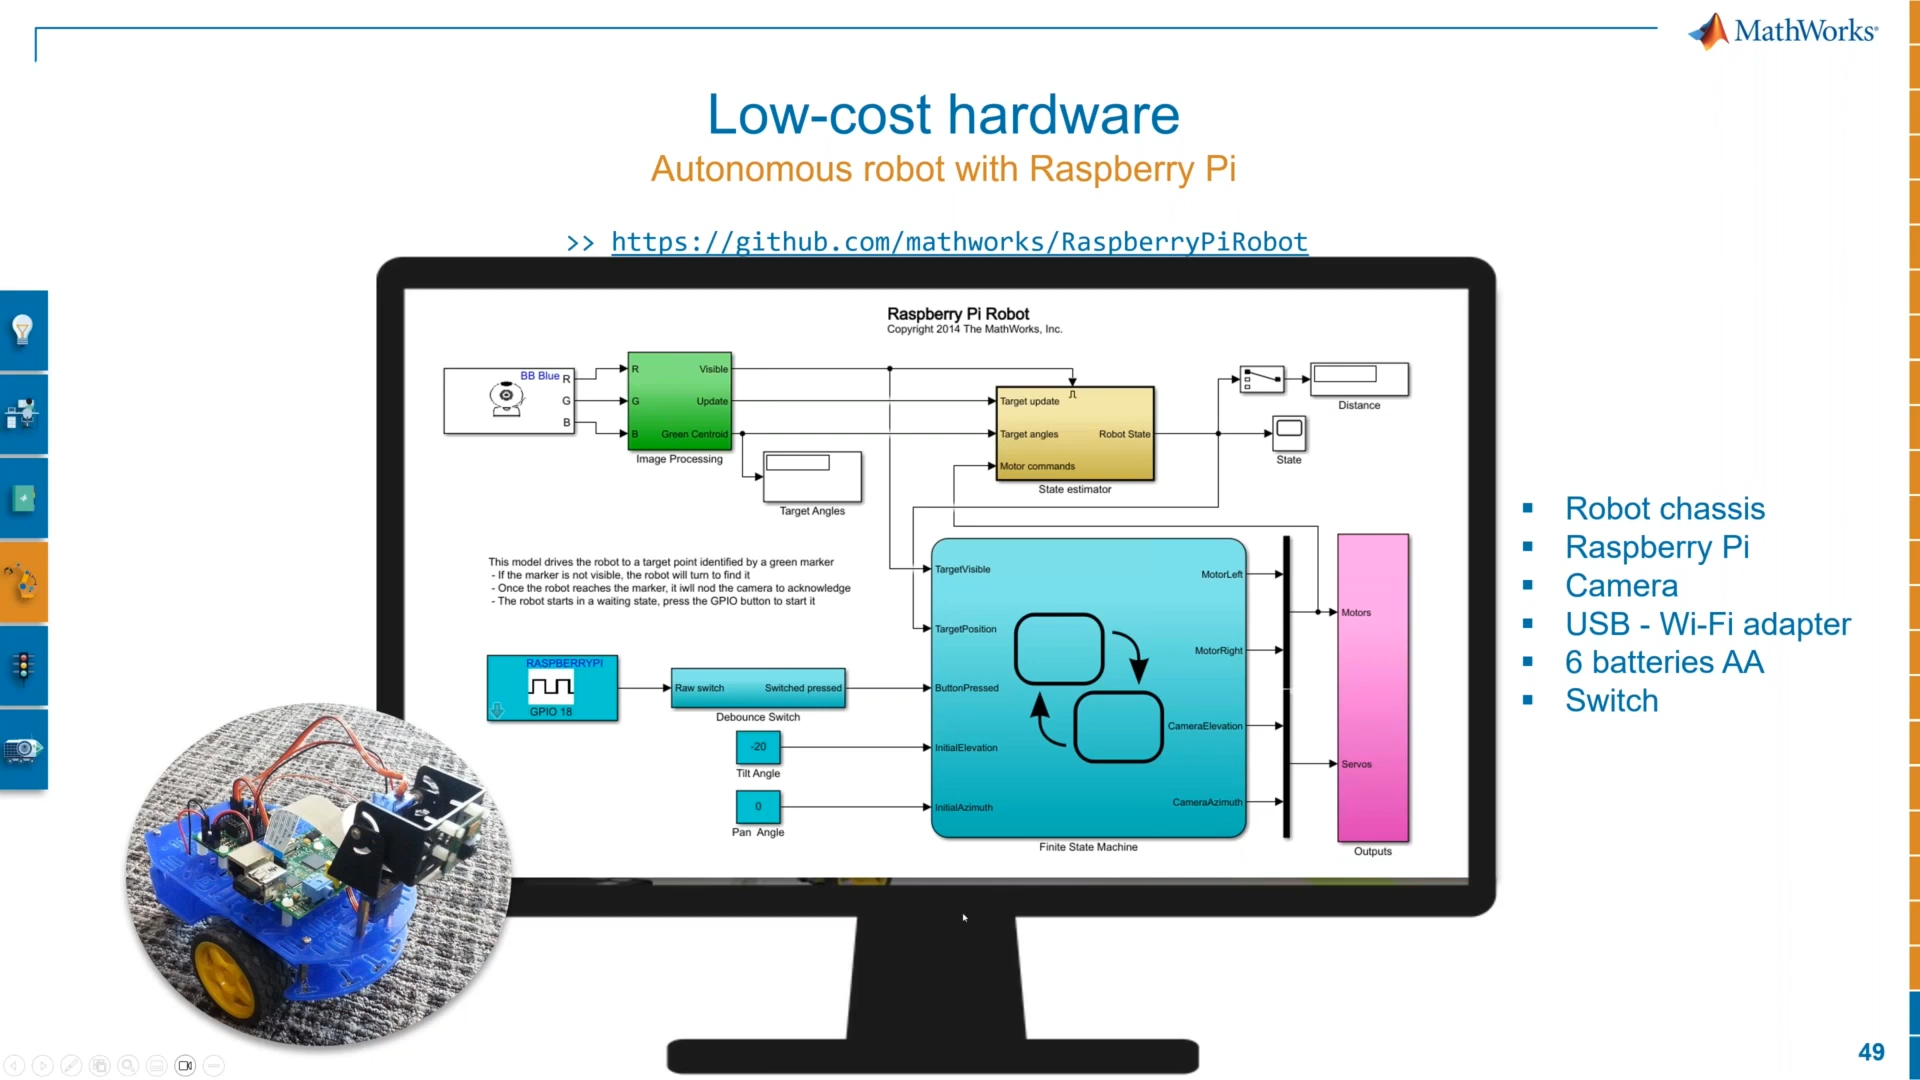 MathWorks®
Low-cost hardware
Autonomous robot with Raspberry Pi
>> https://github.com/mathworks/RaspberryPiRobot
Raspberry Pi Robot
Copyright 2014 The MathWorks, Inc.
BB Blue
R
G
B
R
G
B
Visible
Update
Green Centroid
Image Processing
Target Angles
Target update
Target angles
Motor commands
Robot State
State estimator
Distance
State
This model drives the robot to a target point identified by a green marker
- If the marker is not visible, the robot will turn to find it
- Once the robot reaches the marker, it iwll nod the camera to acknowledge
- The robot starts in a waiting state, press the GPIO button to start it
RASPBERRYPI
GPIO 18
Raw switch
Switched pressed
Debounce Switch
-20
Tilt Angle
0
Pan Angle
TargetVisible
TargetPosition
ButtonPressed
InitialElevation
InitialAzimuth
MotorLeft
MotorRight
CameraElevation
CameraAzimuth
Finite State Machine
Motors
Servos
Outputs
▪ Robot chassis
▪ Raspberry Pi
▪ Camera
▪ USB - Wi-Fi adapter
▪ 6 batteries AA
▪ Switch
49